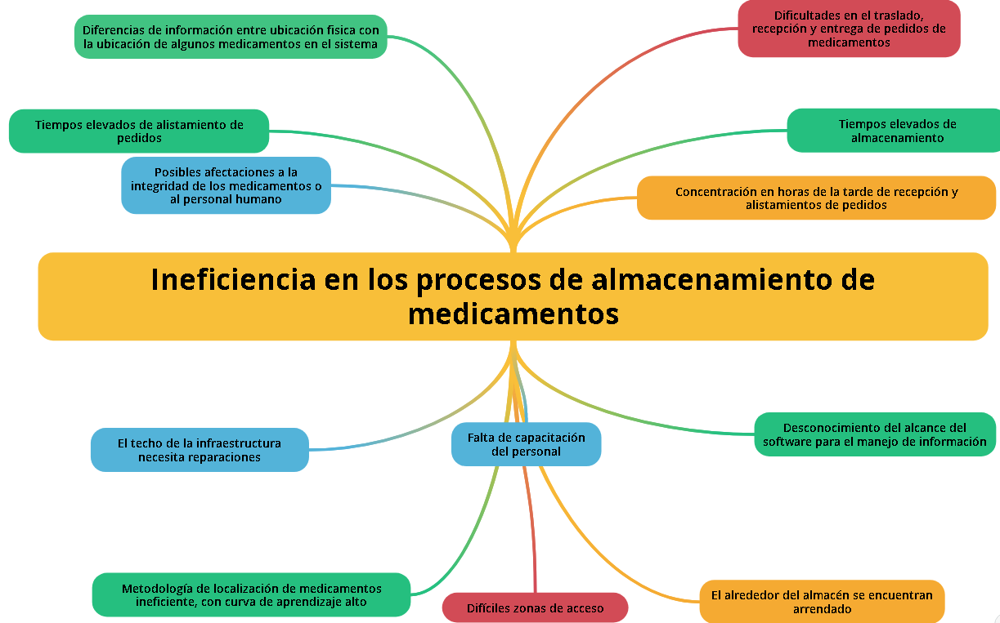 Diferencias de información entre ubicación fisica con
la ubicación de algunos medicamentos en el sistema
Dificultades en el traslado,
recepción y entrega de pedidos de
medicamentos
Tiempos elevados de alistamiento de
pedidos
Tiempos elevados de
almacenamiento
Posibles afectaciones a la
integridad de los medicamentos o
al personal humano
Concentración en horas de la tarde de recepción y
alistamientos de pedidos
Ineficiencia en los procesos de almacenamiento de
medicamentos
El techo de la infraestructura
necesita reparaciones
Falta de capacitación
del personal
Desconocimiento del alcance del
software para el manejo de información
Metodología de localización de medicamentos
ineficiente, con curva de aprendizaje alto
Difíciles zonas de acceso
El alrededor del almacén se encuentran
arrendado